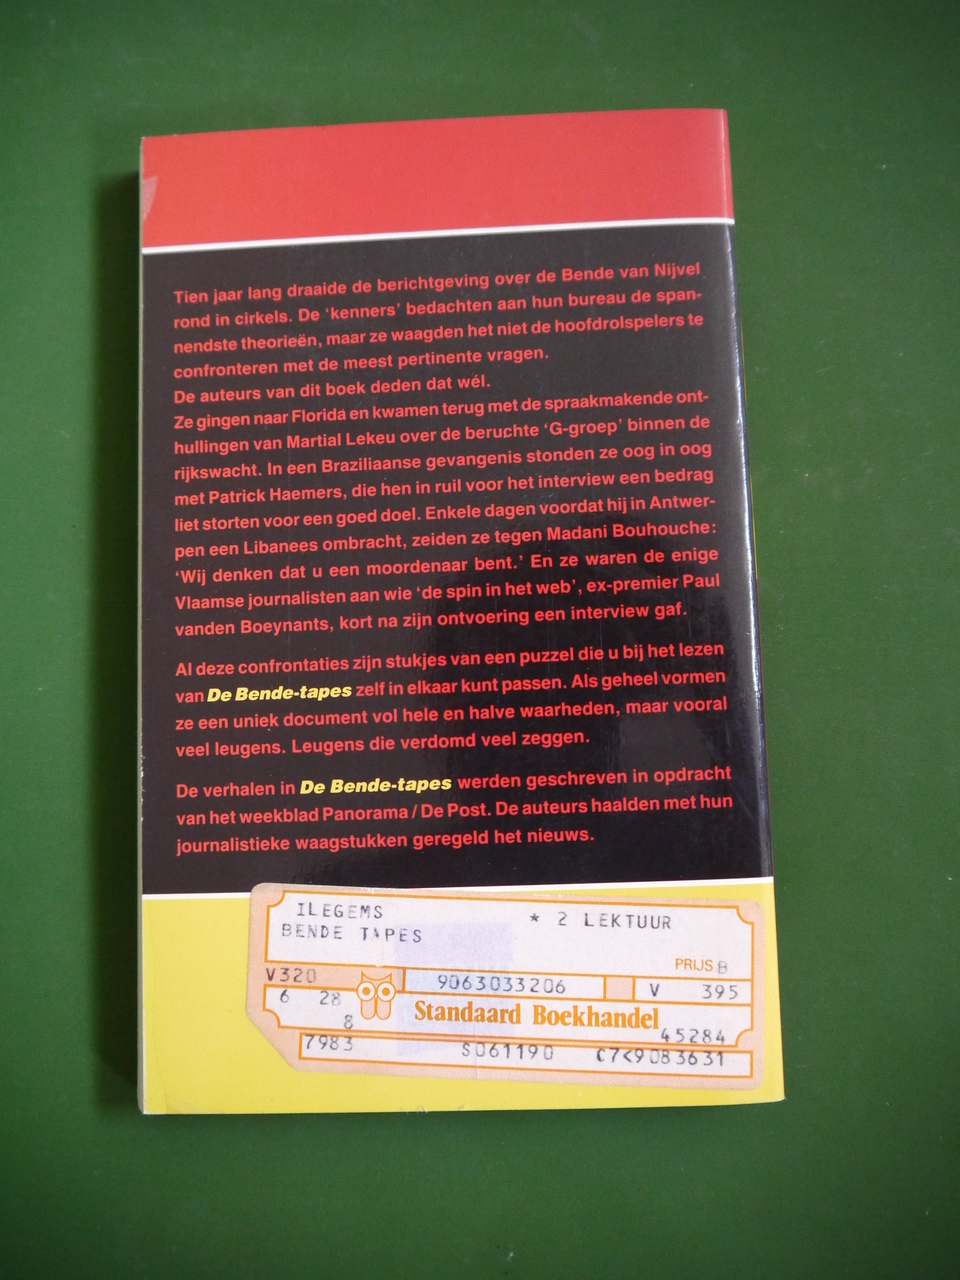 Tien jaar lang draaide de berichtgeving over de Bende van Nijvel
rond in cirkels. De ‘kenners’ bedachten aan hun bureau de span-
nendste theorieën, maar ze waagden het niet de hoofdrolspelers te
confronteren met de meest pertinente vragen.
De auteurs van dit boek deden dat wél.
Ze gingen naar Florida en kwamen terug met de spraakmakende ont-
hullingen van Martial Lekeu over de beruchte ‘G-groep’ binnen de
rijkswacht. In een Braziliaanse gevangenis stonden ze oog in oog
met Patrick Haemers, die hen in ruil voor het interview een bedrag
liet storten voor een goed doel. Enkele dagen voordat hij in Antwer-
pen een Libanees ombracht, zeiden ze tegen Madani Bouhouche:
‘Wij denken dat u een moordenaar bent.’ En ze waren de enige
Vlaamse journalisten aan wie ‘de spin in het web’, ex-premier Paul
vanden Boeynants, kort na zijn ontvoering een interview gaf.
Al deze confrontaties zijn stukjes van een puzzel die u bij het lezen
van De Bende-tapes zelf in elkaar kunt passen. Als geheel vormen
ze een uniek document vol hele en halve waarheden, maar vooral
veel leugens. Leugens die verdomd veel zeggen.
De verhalen in De Bende-tapes werden geschreven in opdracht
van het weekblad Panorama / De Post. De auteurs haalden met hun
journalistieke waagstukken geregeld het nieuws.
ILEGEMS * 2 LEKTUUR
BENDE TAPES
PRIJS B
V320 9063033206 V 395
6 28
Standaard Boekhandel
8 45284
7983 S061190 C7<9083631